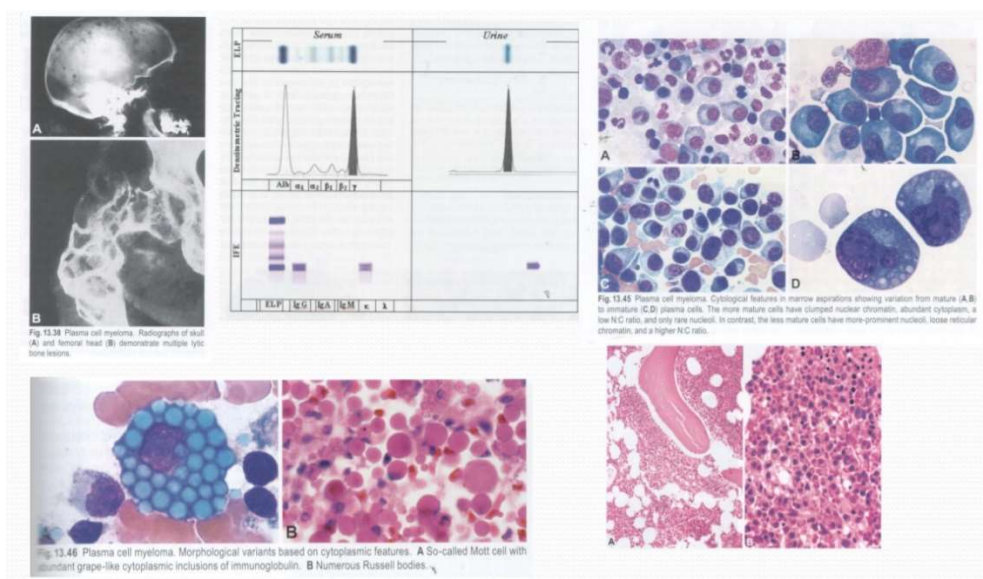 A
B
Fig. 13.38 Plasma cell myeloma. Radiographs of skull
(A) and femoral head (B) demonstrate multiple lytic
bone lesions.
Serum
Urine
ELP
Densitometric Tracing
Alb α1 α2 β1 β2 γ
IFE
ELP IgG IgA IgM κ λ
A
B
C
D
Fig. 13.45 Plasma cell myeloma. Cytological features in marrow aspirations showing variation from mature (A,B)
to immature (C,D) plasma cells. The more mature cells have clumped nuclear chromatin, abundant cytoplasm, a
low N:C ratio, and only rare nucleoli. In contrast, the less mature cells have more-prominent nucleoli, loose reticular
chromatin, and a higher N:C ratio.
A
B
Fig. 13.46 Plasma cell myeloma. Morphological variants based on cytoplasmic features. A So-called Mott cell with
abundant grape-like cytoplasmic inclusions of immunoglobulin. B Numerous Russell bodies.
A
B